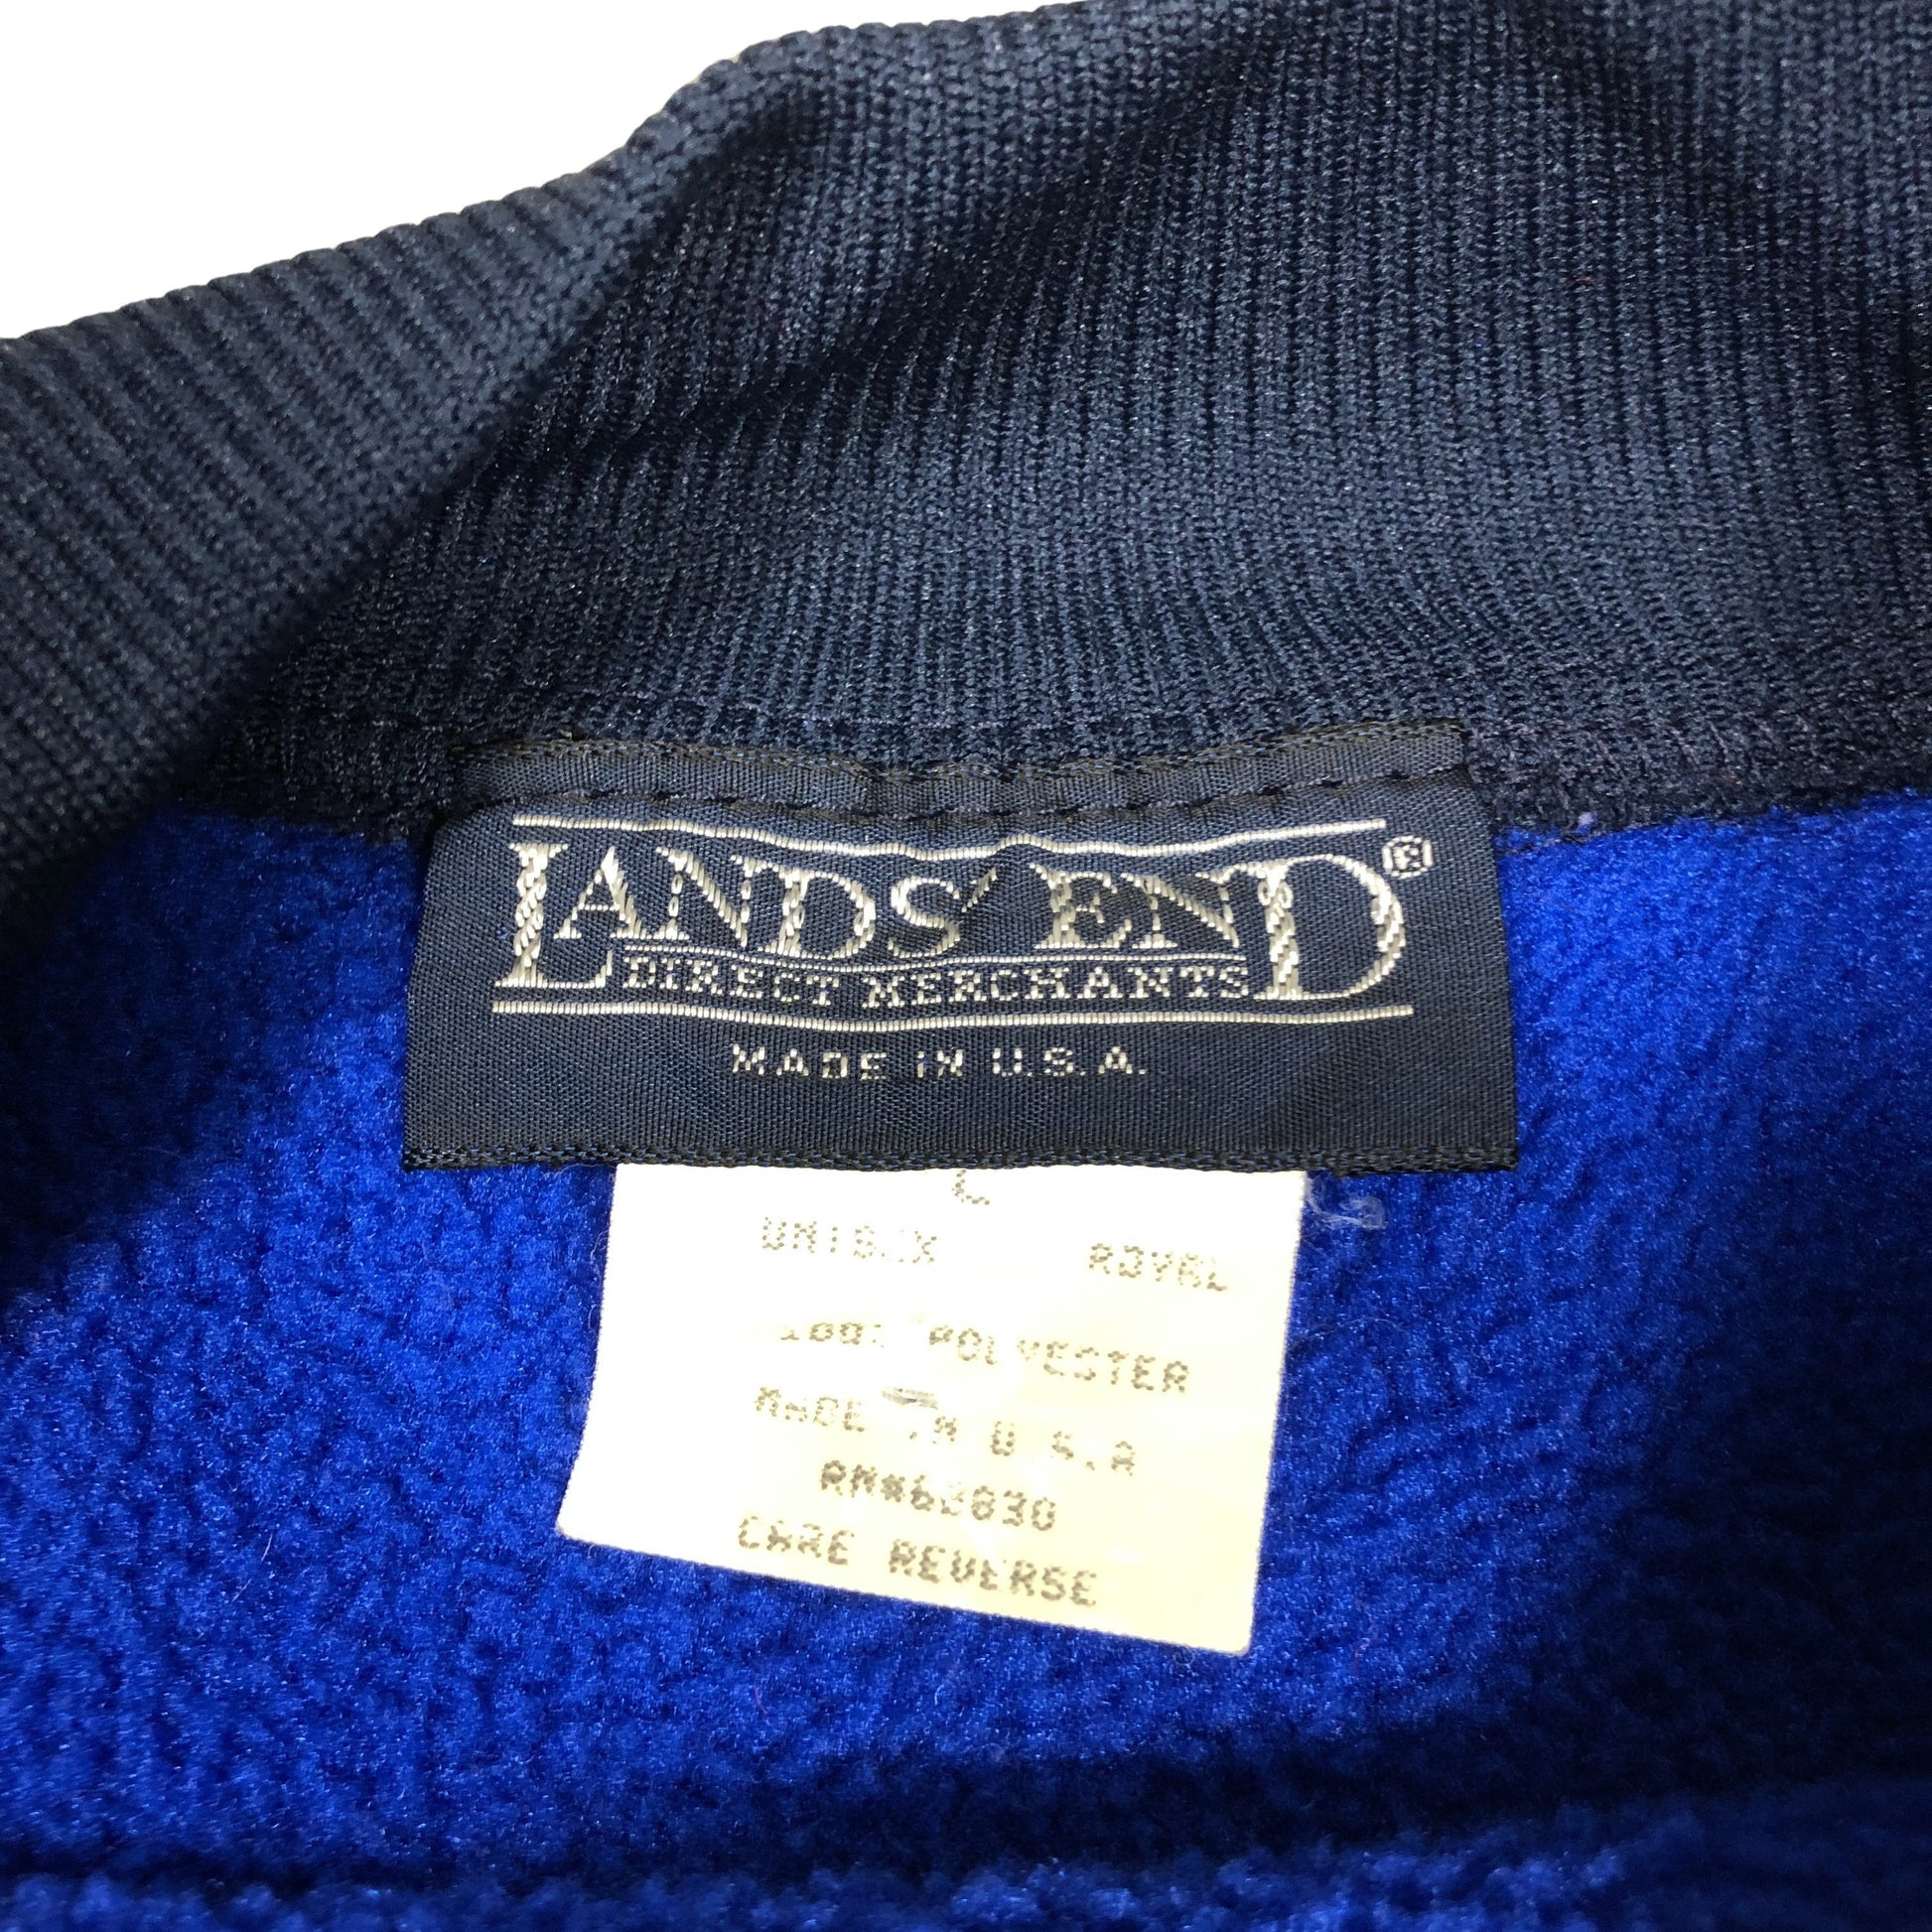 LANDS' END®
DIRECT MERCHANTS
MADE IN U.S.A.
L
UNISEX ROYAL
100% POLYESTER
MADE IN U.S.A
RN#62830
CARE REVERSE